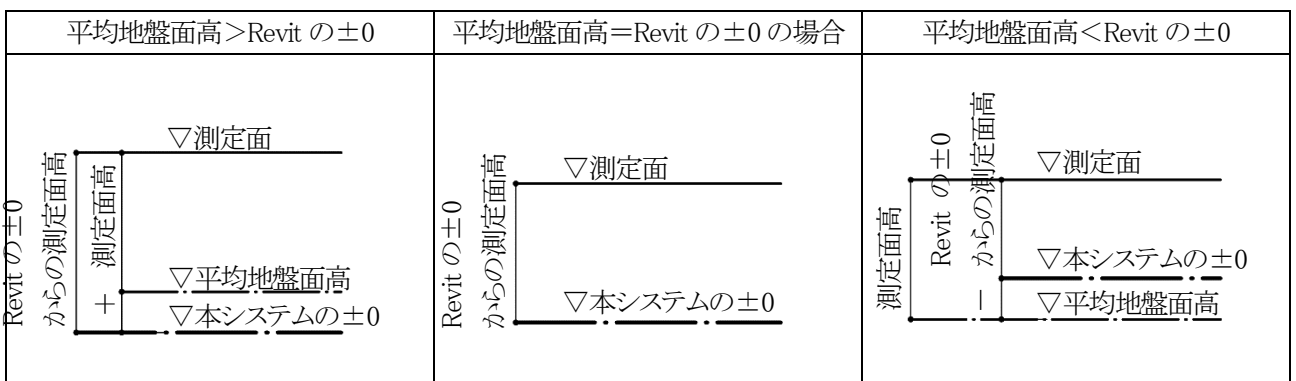 平均地盤面高＞Revit の±0
平均地盤面高＝Revit の±0 の場合
平均地盤面高＜Revit の±0
Revit の±0
からの測定面高
＋ 測定面高
▽測定面
▽平均地盤面高
▽本システムの±0
Revit の±0
からの測定面高
▽測定面
▽本システムの±0
測定面高
Revit の±0
－ からの測定面高
▽測定面
▽本システムの±0
▽平均地盤面高